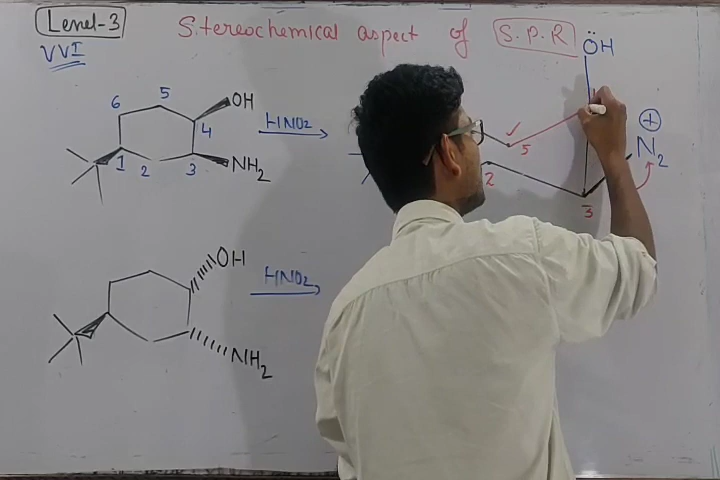 Level-3
Stereochemical aspect of S.P.R
VVI
ÖH
6 5 OH
4 HNO2
1 2 3 NH2
5
2
3
⊕
N2
OH
HNO2
NH2